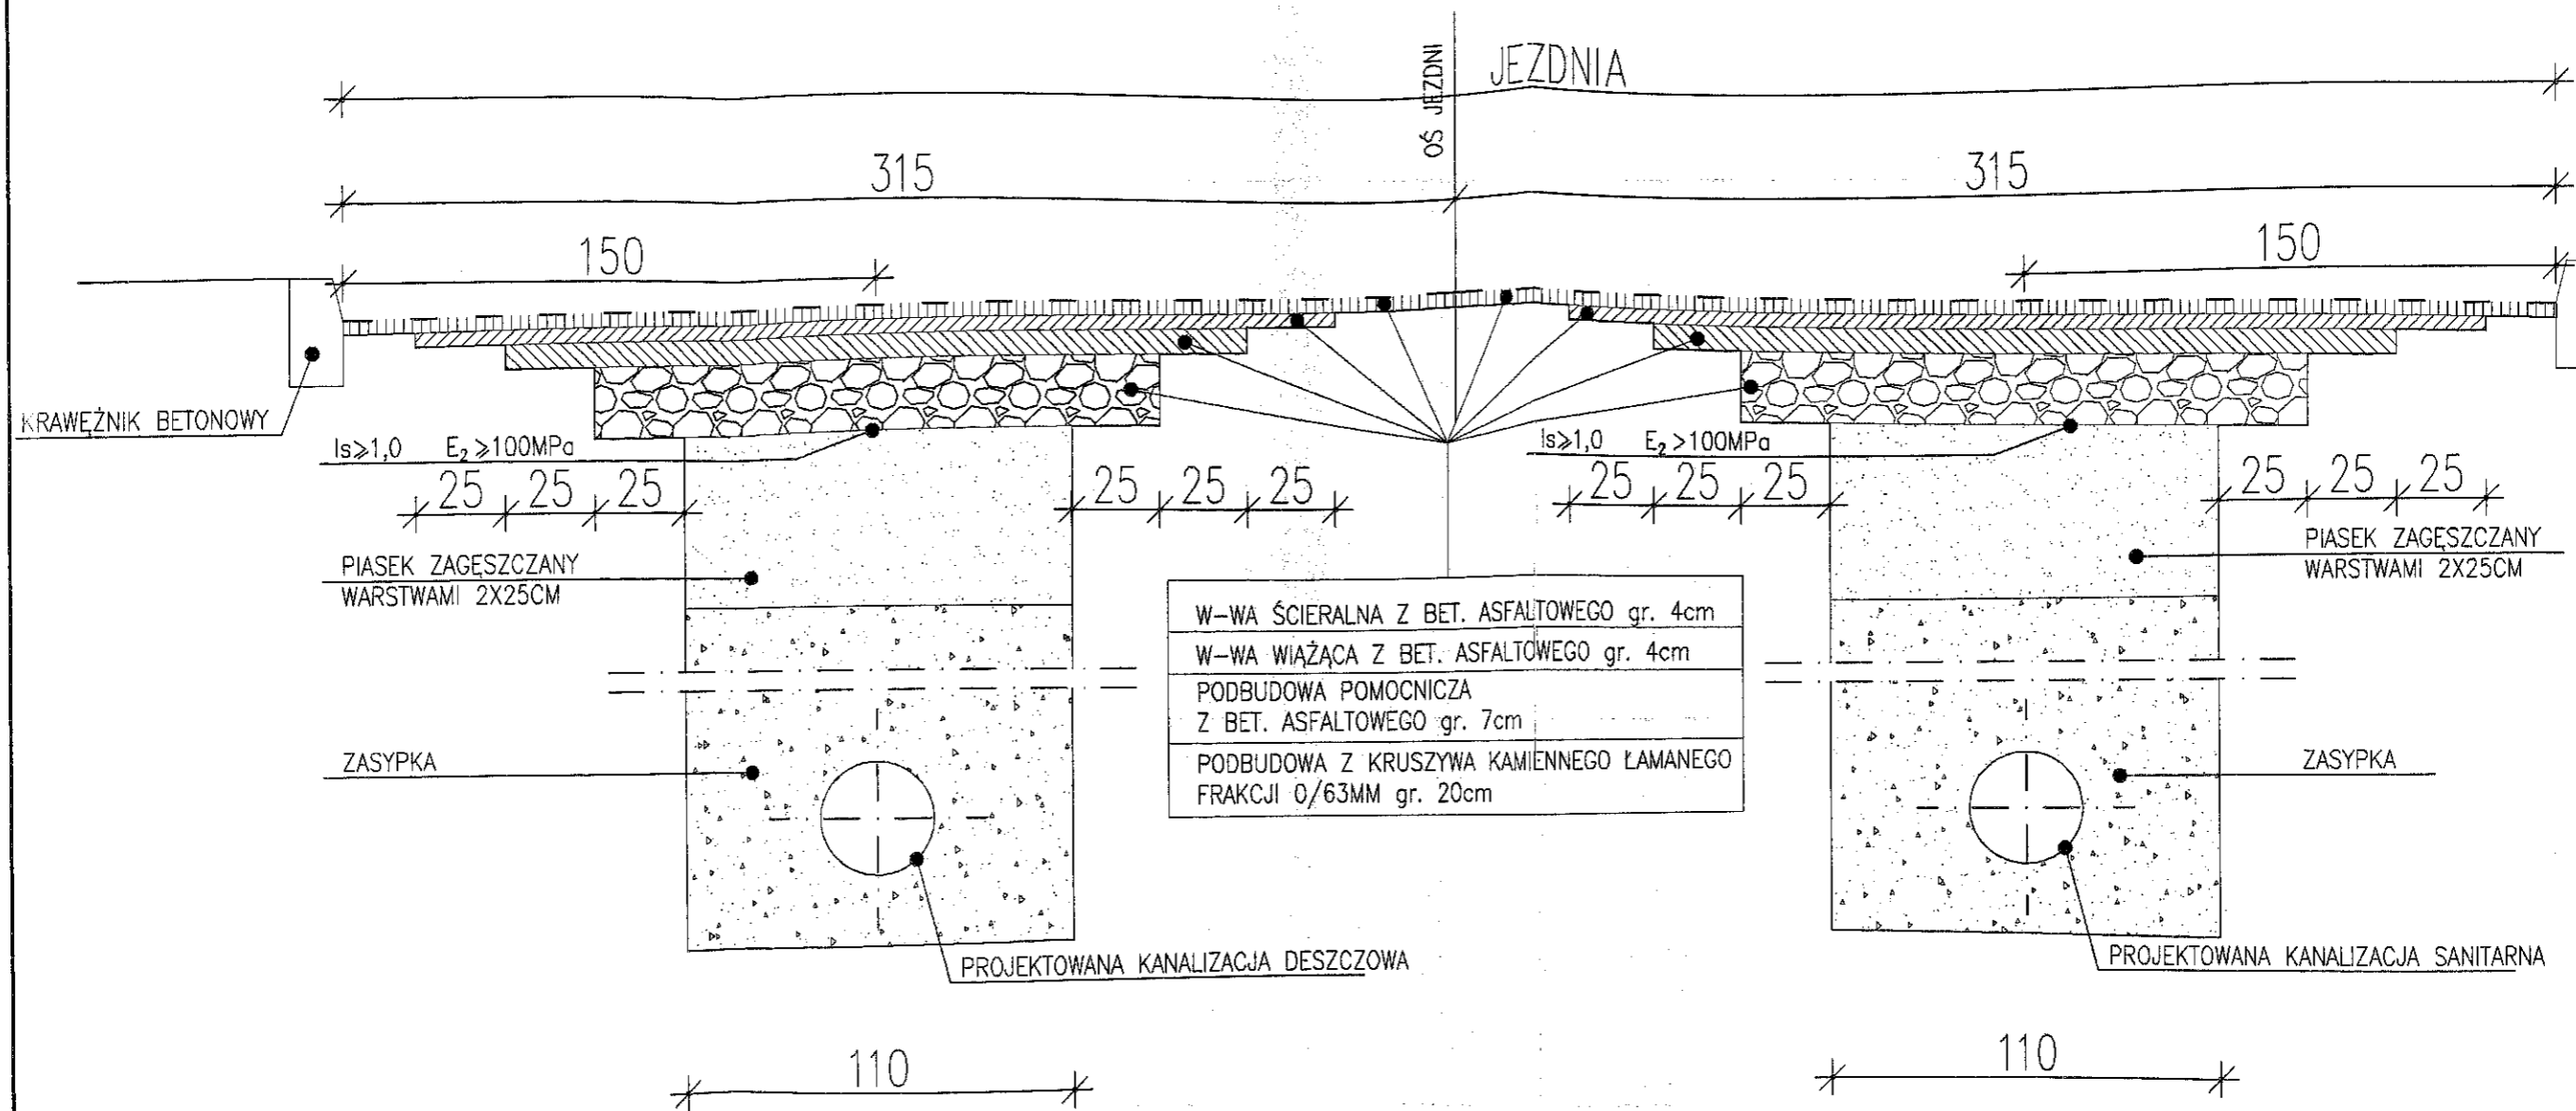 OŚ JEZDNI
JEZDNIA
315
315
150
150
KRAWĘŻNIK BETONOWY
Is≥1,0 E₂≥100MPa
Is≥1,0 E₂>100MPa
25 25 25
25 25 25
25 25 25
25 25 25
PIASEK ZAGĘSZCZANY
WARSTWAMI 2X25CM
PIASEK ZAGĘSZCZANY
WARSTWAMI 2X25CM
W-WA ŚCIERALNA Z BET. ASFALTOWEGO gr. 4cm
W-WA WIĄŻĄCA Z BET. ASFALTOWEGO gr. 4cm
PODBUDOWA POMOCNICZA
Z BET. ASFALTOWEGO gr. 7cm
PODBUDOWA Z KRUSZYWA KAMIENNEGO ŁAMANEGO
FRAKCJI 0/63MM gr. 20cm
ZASYPKA
ZASYPKA
PROJEKTOWANA KANALIZACJA DESZCZOWA
PROJEKTOWANA KANALIZACJA SANITARNA
110
110